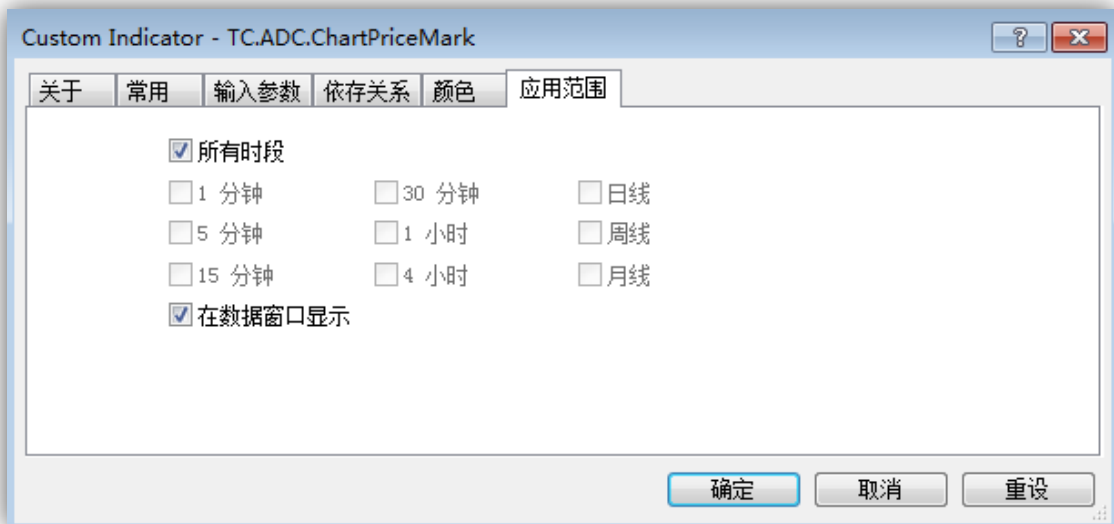 Custom Indicator - TC.ADC.ChartPriceMark
关于 常用 输入参数 依存关系 颜色 应用范围
所有时段
1 分钟 30 分钟 日线
5 分钟 1 小时 周线
15 分钟 4 小时 月线
在数据窗口显示
确定 取消 重设